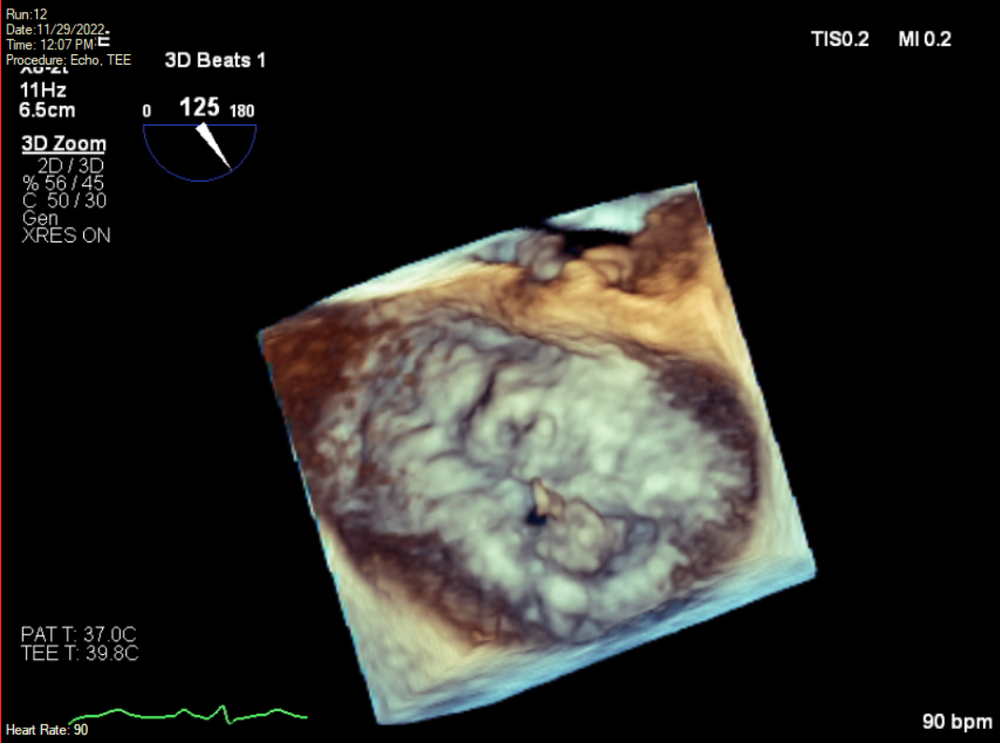 Run:12
Date:11/29/2022
Time: 12:07 PM
Procedure: Echo, TEE
3D Beats 1
TIS0.2 MI 0.2
11Hz
6.5cm
0 125 180
3D Zoom
2D / 3D
% 56 / 45
C 50 / 30
Gen
XRES ON
PAT T: 37.0C
TEE T: 39.8C
Heart Rate: 90
90 bpm